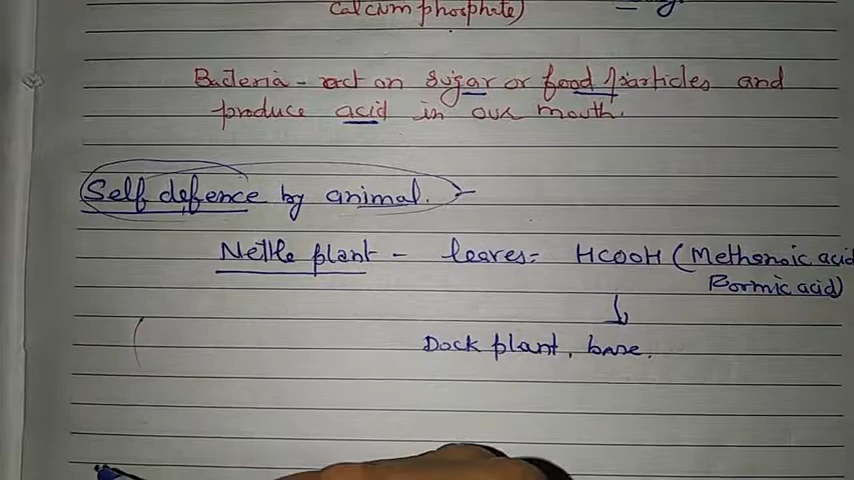 Calcium phosphate)
Bacteria - act on sugar or food particles and
produce acid in our mouth.
Self defence by animal. -
Nettle plant - leaves= HCOOH (Methonoic acid
Formic acid)
↓
Dock plant, base.